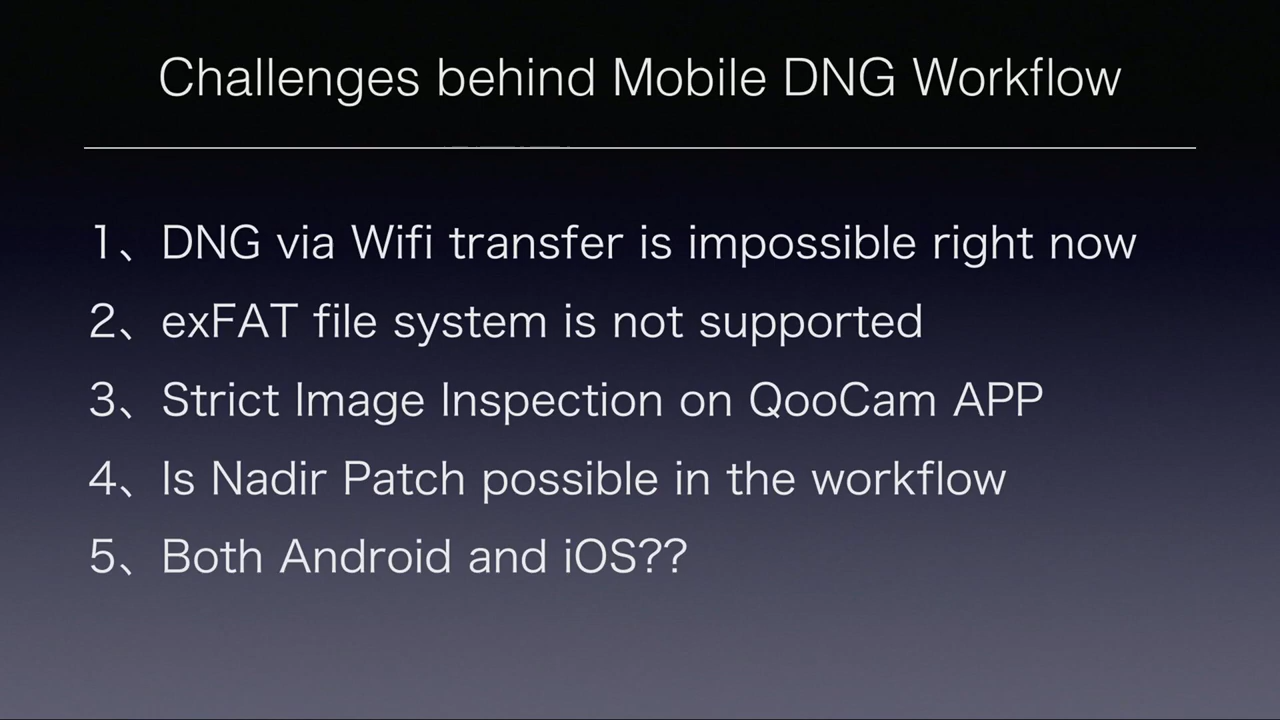 Challenges behind Mobile DNG Workflow
1、DNG via Wifi transfer is impossible right now
2、exFAT file system is not supported
3、Strict Image Inspection on QooCam APP
4、Is Nadir Patch possible in the workflow
5、Both Android and iOS??